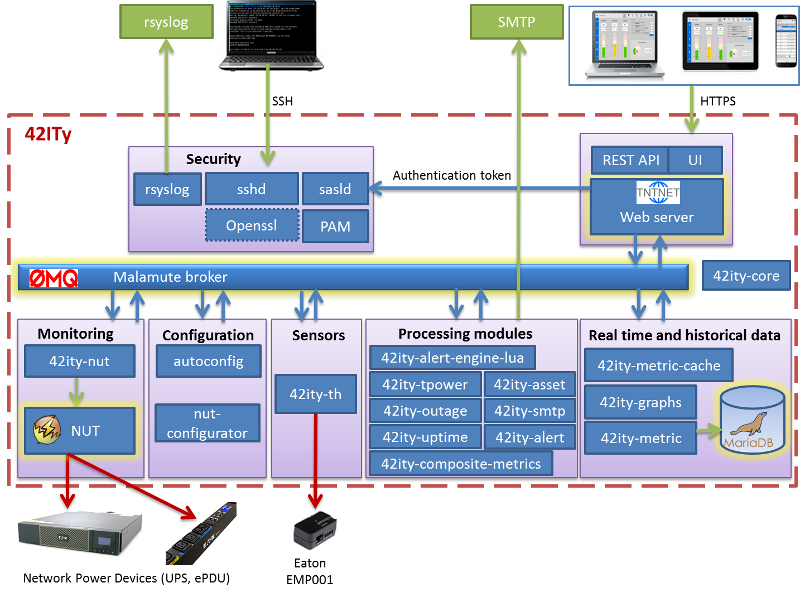 rsyslog
SMTP
SSH
HTTPS
42ITy
Security
rsyslog
sshd
sasld
Openssl
PAM
Authentication token
REST API
UI
TNTNET
Web server
ØMQ
Malamute broker
42ity-core
Monitoring
42ity-nut
NUT
Configuration
autoconfig
nut-
configurator
Sensors
42ity-th
Processing modules
42ity-alert-engine-lua
42ity-tpower
42ity-asset
42ity-outage
42ity-smtp
42ity-uptime
42ity-alert
42ity-composite-metrics
Real time and historical data
42ity-metric-cache
42ity-graphs
42ity-metric
MariaDB
Network Power Devices (UPS, ePDU)
Eaton
EMP001